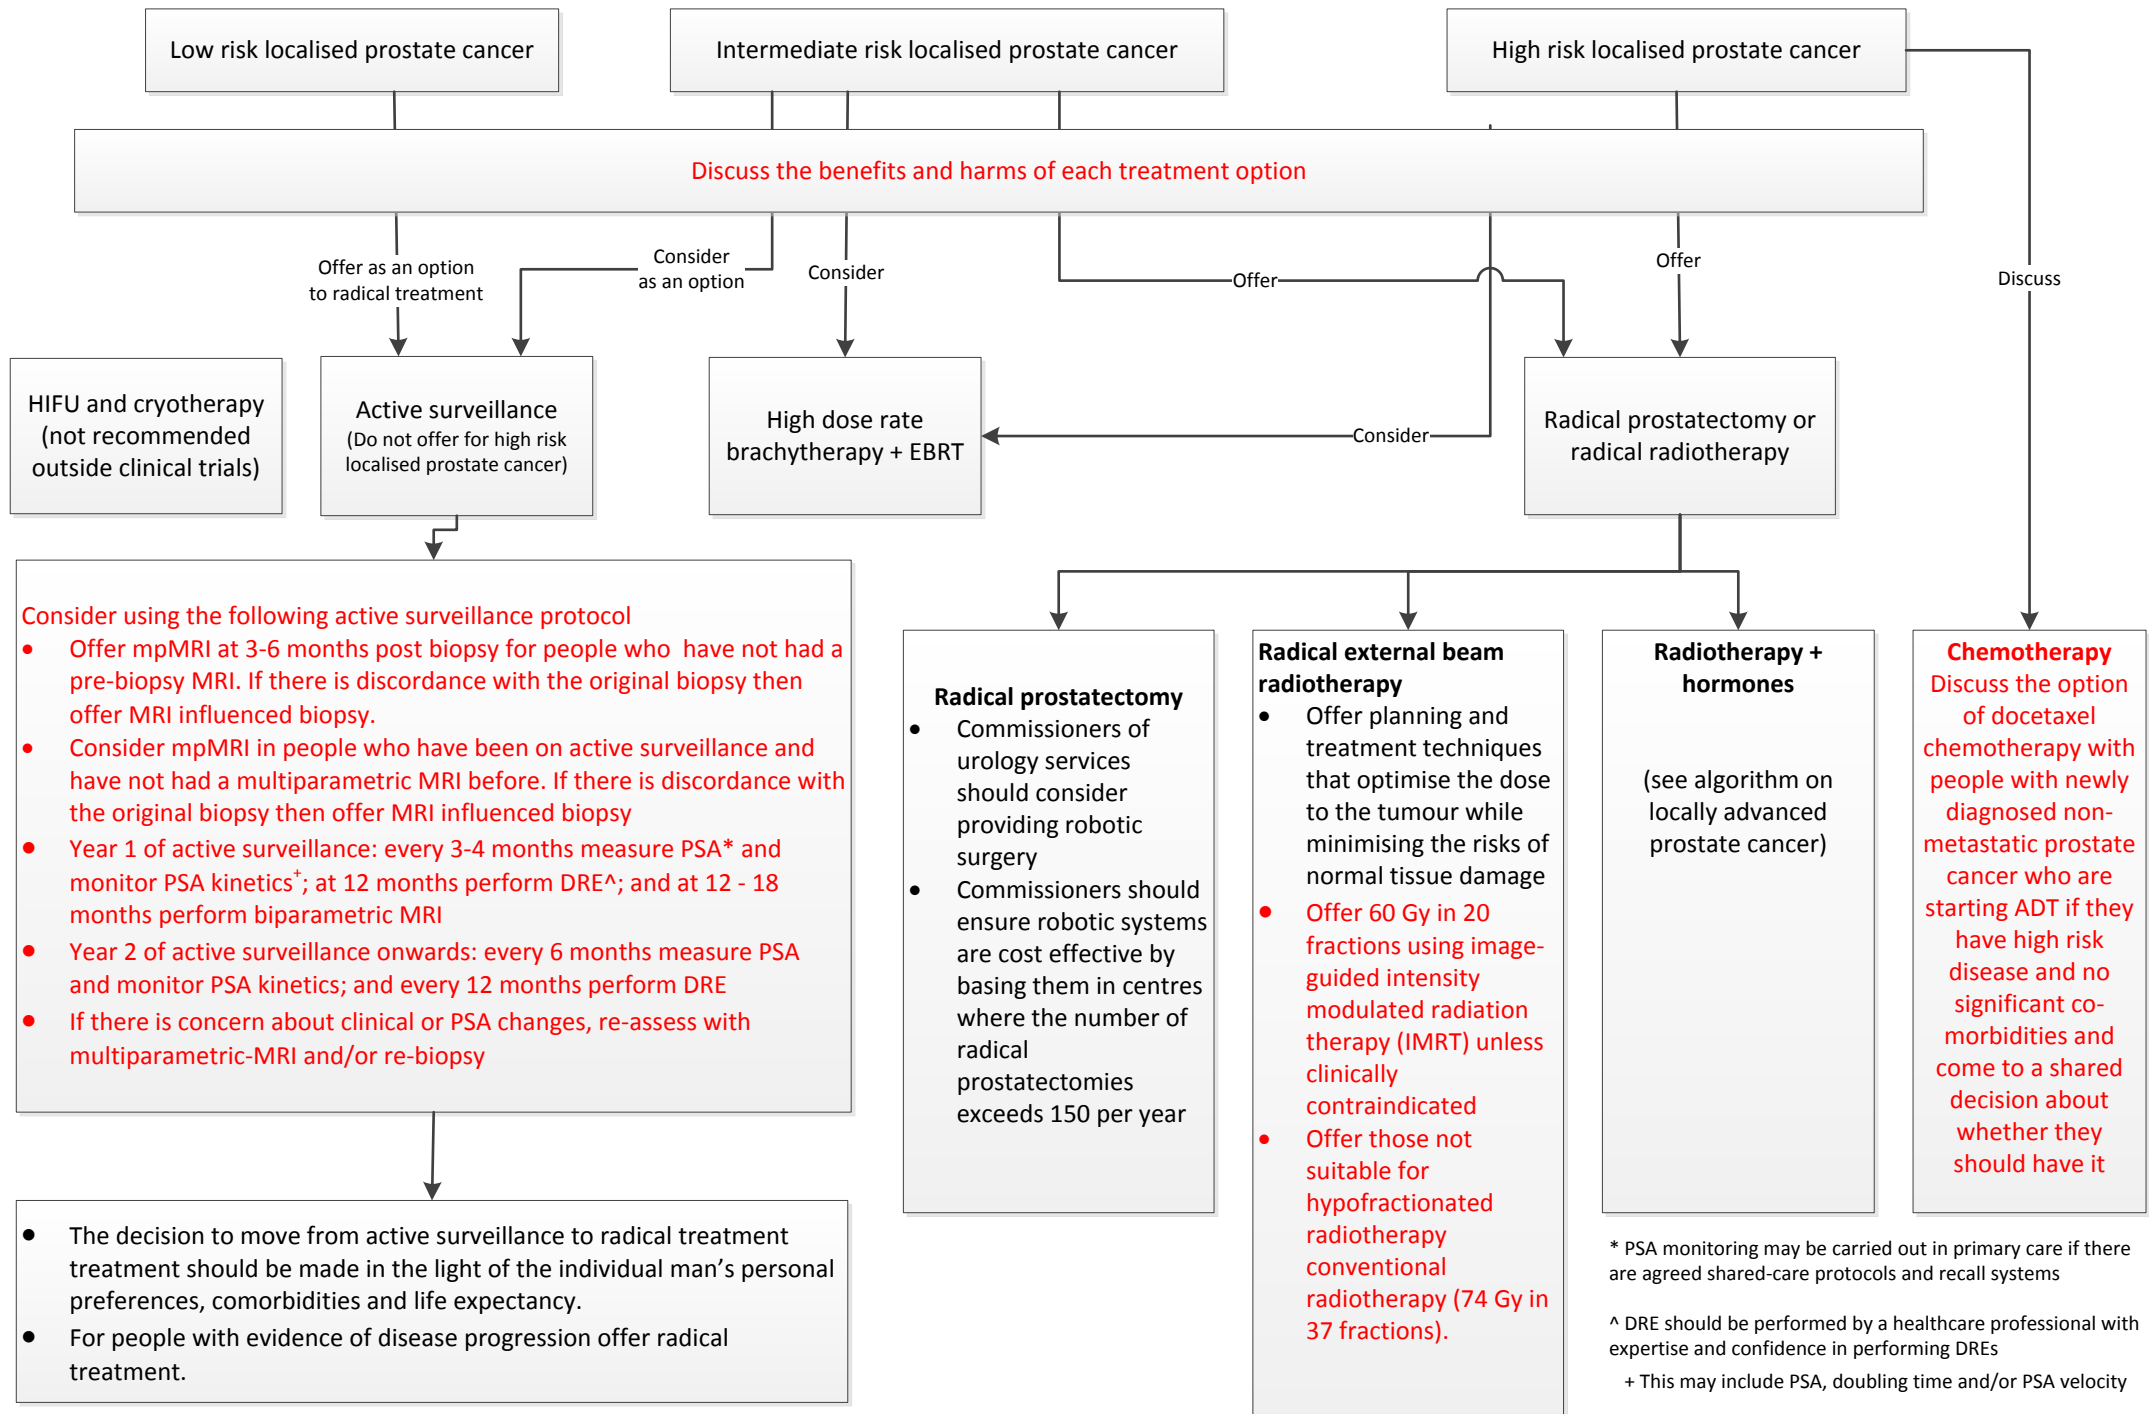 Low risk localised prostate cancer
Intermediate risk localised prostate cancer
High risk localised prostate cancer
Discuss the benefits and harms of each treatment option
Offer as an option
to radical treatment
Consider
as an option
Consider
Offer
Offer
Discuss
HIFU and cryotherapy
(not recommended
outside clinical trials)
Active surveillance
(Do not offer for high risk
localised prostate cancer)
High dose rate
brachytherapy + EBRT
Consider
Radical prostatectomy or
radical radiotherapy
Consider using the following active surveillance protocol
• Offer mpMRI at 3-6 months post biopsy for people who  have not had a
pre-biopsy MRI. If there is discordance with the original biopsy then
offer MRI influenced biopsy.
• Consider mpMRI in people who have been on active surveillance and
have not had a multiparametric MRI before. If there is discordance with
the original biopsy then offer MRI influenced biopsy
• Year 1 of active surveillance: every 3-4 months measure PSA* and
monitor PSA kinetics⁺; at 12 months perform DRE^; and at 12 - 18
months perform biparametric MRI
• Year 2 of active surveillance onwards: every 6 months measure PSA
and monitor PSA kinetics; and every 12 months perform DRE
• If there is concern about clinical or PSA changes, re-assess with
multiparametric-MRI and/or re-biopsy
• The decision to move from active surveillance to radical treatment
treatment should be made in the light of the individual man's personal
preferences, comorbidities and life expectancy.
• For people with evidence of disease progression offer radical
treatment.
Radical prostatectomy
• Commissioners of
urology services
should consider
providing robotic
surgery
• Commissioners should
ensure robotic systems
are cost effective by
basing them in centres
where the number of
radical
prostatectomies
exceeds 150 per year
Radical external beam
radiotherapy
• Offer planning and
treatment techniques
that optimise the dose
to the tumour while
minimising the risks of
normal tissue damage
• Offer 60 Gy in 20
fractions using image-
guided intensity
modulated radiation
therapy (IMRT) unless
clinically
contraindicated
• Offer those not
suitable for
hypofractionated
radiotherapy
conventional
radiotherapy (74 Gy in
37 fractions).
Radiotherapy +
hormones
(see algorithm on
locally advanced
prostate cancer)
Chemotherapy
Discuss the option
of docetaxel
chemotherapy with
people with newly
diagnosed non-
metastatic prostate
cancer who are
starting ADT if they
have high risk
disease and no
significant co-
morbidities and
come to a shared
decision about
whether they
should have it
* PSA monitoring may be carried out in primary care if there
are agreed shared-care protocols and recall systems
^ DRE should be performed by a healthcare professional with
expertise and confidence in performing DREs
+ This may include PSA, doubling time and/or PSA velocity